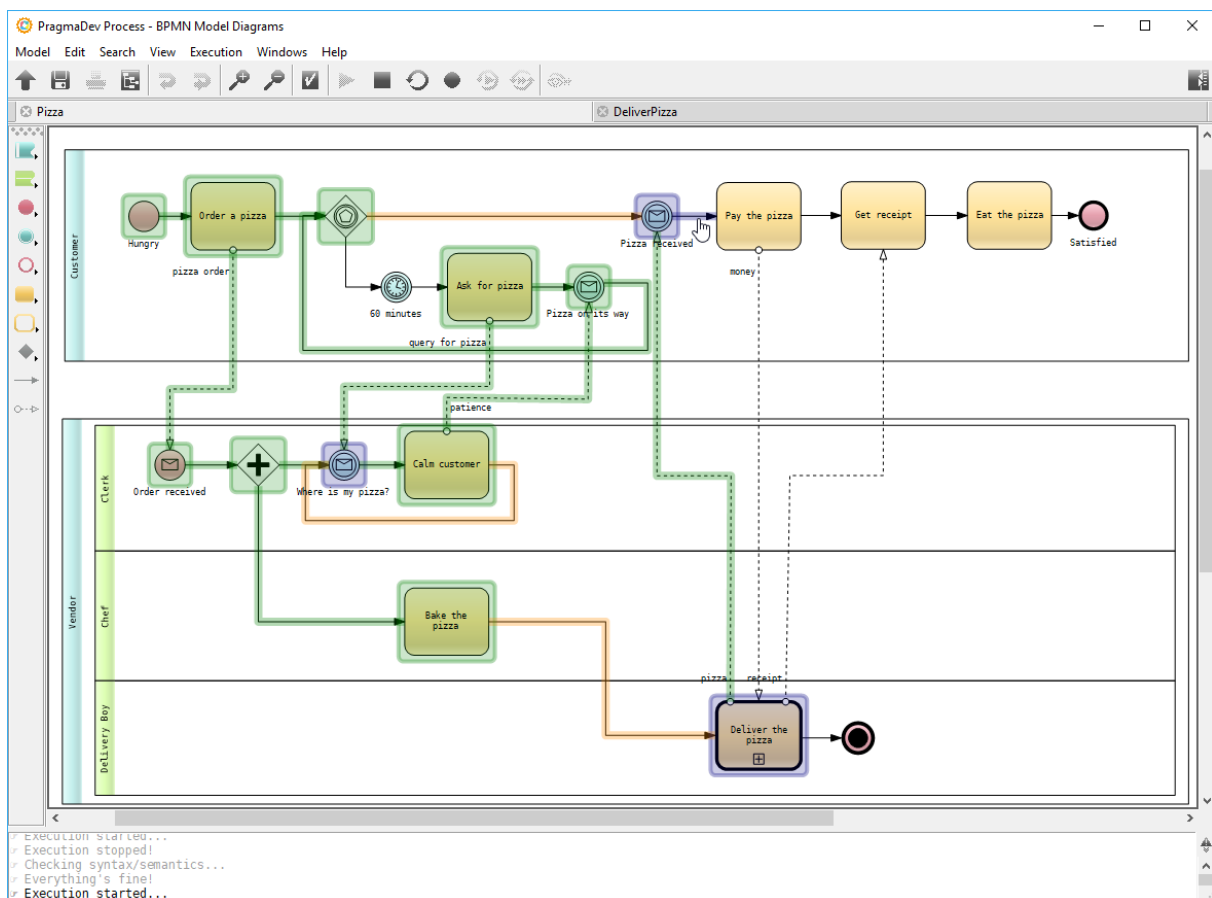 PragmaDev Process - BPMN Model Diagrams
Model Edit Search View Execution Windows Help
Pizza
DeliverPizza
Customer
Hungry
Order a pizza
pizza order
60 minutes
Ask for pizza
query for pizza
Pizza on its way
Pizza received
Pay the pizza
money
Get receipt
Eat the pizza
Satisfied
patience
Vendor
Clerk
Order received
Where is my pizza?
Calm customer
Chef
Bake the
pizza
pizza
receipt
Delivery Boy
Deliver the
pizza
Execution started...
Execution stopped!
Checking syntax/semantics...
Everything's fine!
Execution started...